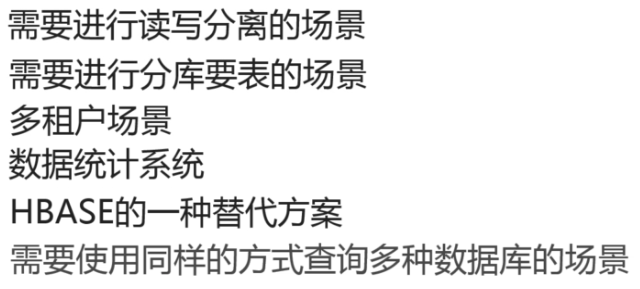 需要进行读写分离的场景
需要进行分库要表的场景
多租户场景
数据统计系统
HBASE的一种替代方案
需要使用同样的方式查询多种数据库的场景